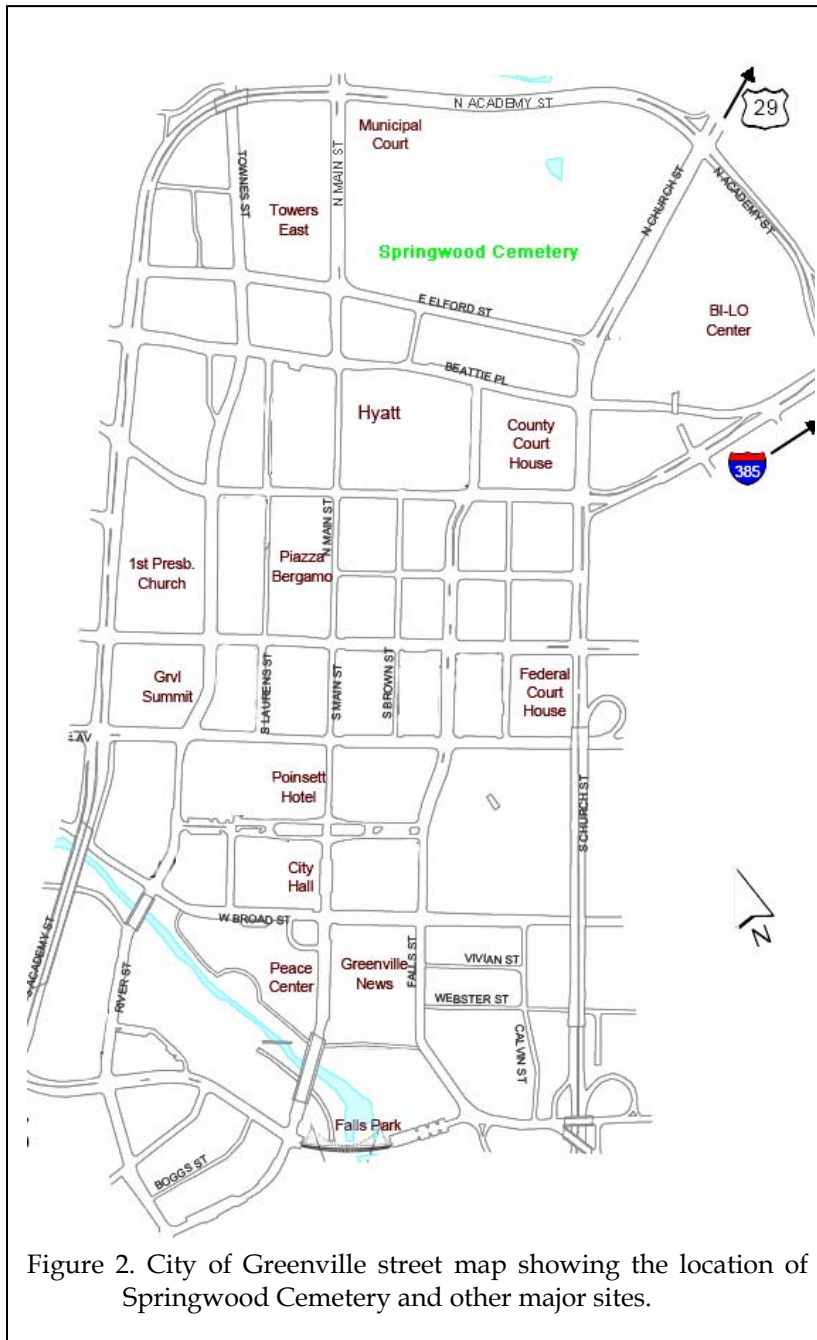 N ACADEMY ST
29
Municipal
Court
TOWNES ST
N MAIN ST
N CHURCH ST
N ACADEMY ST
Towers
East
Springwood Cemetery
E ELFORD ST
BI-LO
Center
BEATTIE PL
Hyatt
County
Court
House
385
N MAIN ST
1st Presb.
Church
Piazza
Bergamo
Grvl
Summit
S LAURENS ST
S MAIN ST
S BROWN ST
Federal
Court
House
E AV
Poinsett
Hotel
S CHURCH ST
City
Hall
W BROAD ST
S ACADEMY ST
RIVER ST
Peace
Center
Greenville
News
FALLS ST
VIVIAN ST
WEBSTER ST
CALVIN ST
N
Falls Park
BOGGS ST
Figure 2. City of Greenville street map showing the location of
Springwood Cemetery and other major sites.